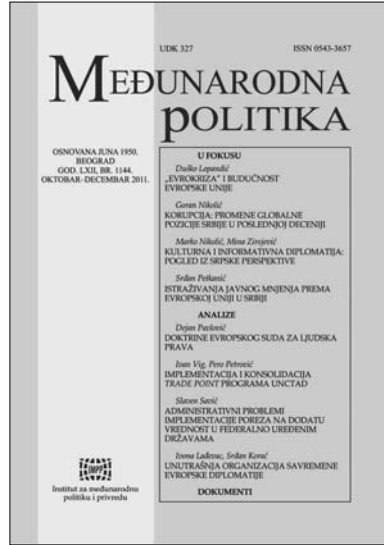 UDK 327
ISSN 0543-3657
MEĐUNARODNA
POLITIKA
OSNOVANA JUNA 1950.
BEOGRAD
GOD. LXII, BR. 1144.
OKTOBAR–DECEMBAR 2011.
U FOKUSU
Duško Lopandić
„EVROKRIZA” I BUDUĆNOST
EVROPSKE UNIJE
Goran Nikolić
KORUPCIJA: PROMENE GLOBALNE
POZICIJE SRBIJE U POSLEDNJOJ DECENIJI
Marko Nikolić, Mina Zirojević
KULTURNA I INFORMATIVNA DIPLOMATIJA:
POGLED IZ SRPSKE PERSPEKTIVE
Srđan Petkanić
ISTRAŽIVANJA JAVNOG MNJENJA PREMA
EVROPSKOJ UNIJI U SRBIJI
ANALIZE
Dejan Pavlović
DOKTRINE EVROPSKOG SUDA ZA LJUDSKA
PRAVA
Ivan Vig, Pero Petrović
IMPLEMENTACIJA I KONSOLIDACIJA
TRADE POINT PROGRAMA UNCTAD
Slaven Savić
ADMINISTRATIVNI PROBLEMI
IMPLEMENTACIJE POREZA NA DODATU
VREDNOST U FEDERALNO UREĐENIM
DRŽAVAMA
Ivona Lađevac, Srđan Korać
UNUTRAŠNJA ORGANIZACIJA SAVREMENE
EVROPSKE DIPLOMATIJE
DOKUMENTI
IMPP
Institut za međunarodnu
politiku i privredu